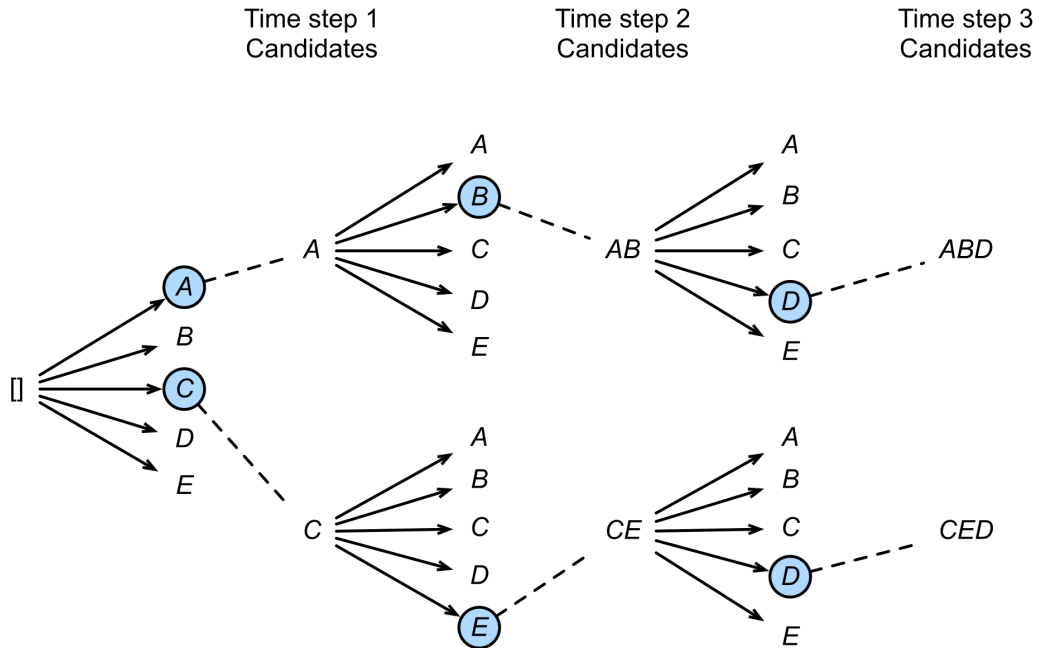 Time step 1
Candidates
Time step 2
Candidates
Time step 3
Candidates
[]
A
B
C
D
E
A
A
B
C
D
E
AB
A
B
C
D
E
ABD
C
A
B
C
D
E
CE
A
B
C
D
E
CED